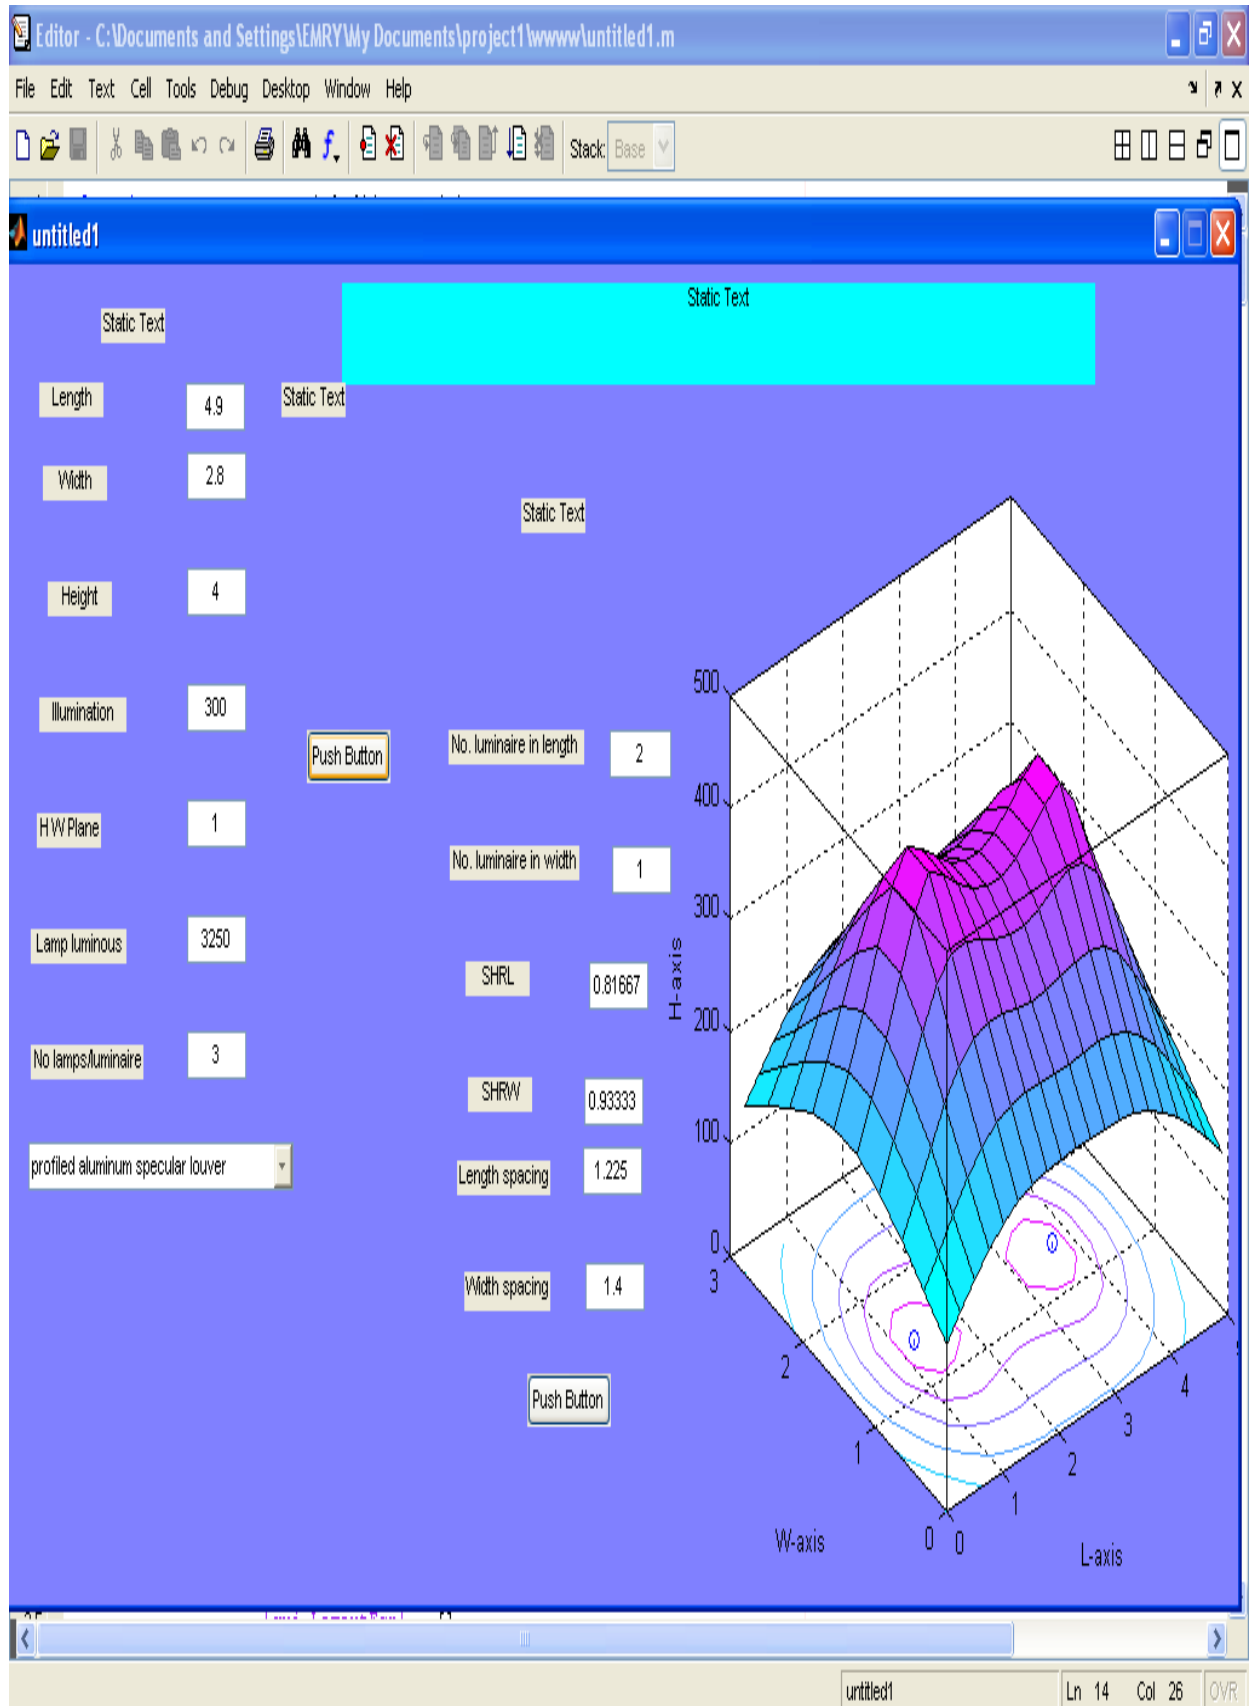 Editor - C:\Documents and Settings\EMRY\My Documents\project1\wwww\untitled1.m
File Edit Text Cell Tools Debug Desktop Window Help
Stack: Base
untitled1
Static Text
Static Text
Length 4.9
Static Text
Width 2.8
Static Text
Height 4
Illumination 300
Push Button
No. luminaire in length 2
H W Plane 1
No. luminaire in width 1
Lamp luminous 3250
SHRL 0.81667
No lamps/luminaire 3
SHRW 0.93333
profiled aluminum specular louver
Length spacing 1.225
Width spacing 1.4
Push Button
500
400
300
200
100
0
H-axis
3
2
1
0
W-axis
0
1
2
3
4
L-axis
untitled1
Ln 14 Col 26 OVR